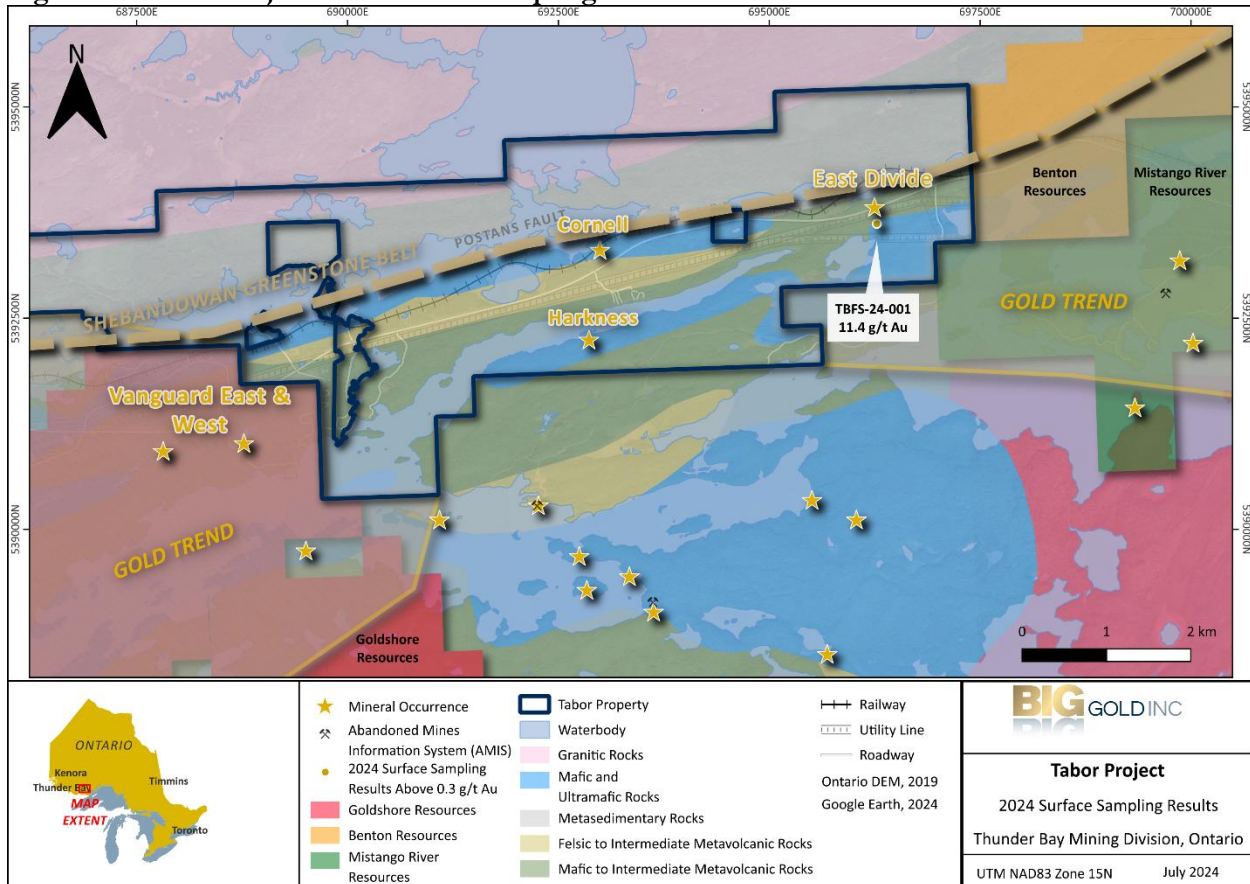 687500E
690000E
692500E
695000E
697500E
700000E
N
5395000N
5395000N
East Divide
Benton
Resources
Mistango River
Resources
Cornell
POSTANS FAULT
SHEBANDOWAN GREENSTONE BELT
TBFS-24-001
11.4 g/t Au
GOLD TREND
5392500N
5392500N
Harkness
Vanguard East &
West
GOLD TREND
5390000N
5390000N
Goldshore
Resources
0 1 2 km
ONTARIO
Kenora
Timmins
Thunder Bay
MAP
EXTENT
Toronto
Mineral Occurrence
Abandoned Mines
Information System (AMIS)
2024 Surface Sampling
Results Above 0.3 g/t Au
Goldshore Resources
Benton Resources
Mistango River
Resources
Tabor Property
Waterbody
Granitic Rocks
Mafic and
Ultramafic Rocks
Metasedimentary Rocks
Felsic to Intermediate Metavolcanic Rocks
Mafic to Intermediate Metavolcanic Rocks
Railway
Utility Line
Roadway
Ontario DEM, 2019
Google Earth, 2024
BIG GOLD INC
Tabor Project
2024 Surface Sampling Results
Thunder Bay Mining Division, Ontario
UTM NAD83 Zone 15N July 2024